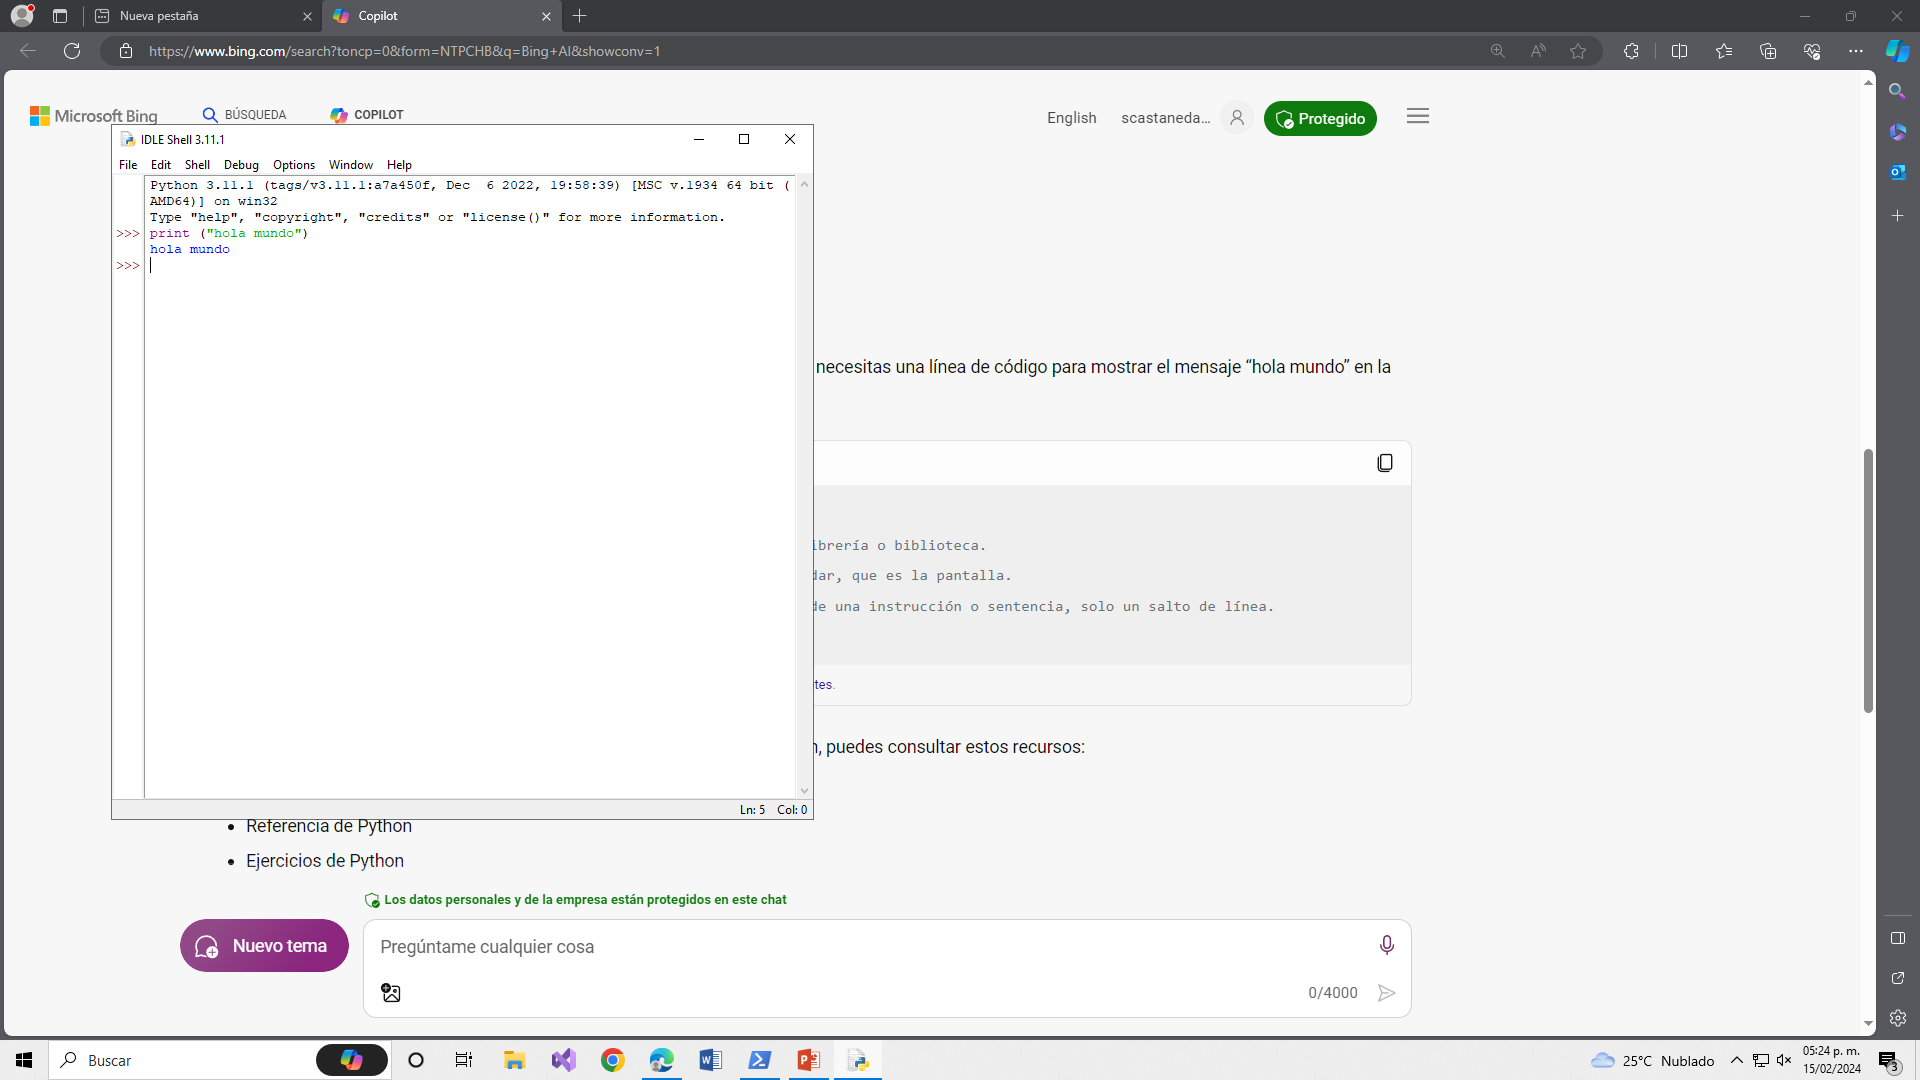 Nueva pestaña
Copilot
https://www.bing.com/search?toncp=0&form=NTPCHB&q=Bing+AI&showconv=1
Microsoft Bing
BÚSQUEDA
COPILOT
English
scastaneda...
Protegido
IDLE Shell 3.11.1
File Edit Shell Debug Options Window Help
Python 3.11.1 (tags/v3.11.1:a7a450f, Dec  6 2022, 19:58:39) [MSC v.1934 64 bit (
AMD64)] on win32
Type "help", "copyright", "credits" or "license()" for more information.
>>> print ("hola mundo")
hola mundo
>>>
Ln: 5 Col: 0
necesitas una línea de código para mostrar el mensaje “hola mundo” en la
ibrería o biblioteca.
dar, que es la pantalla.
de una instrucción o sentencia, solo un salto de línea.
tes.
n, puedes consultar estos recursos:
• Referencia de Python
• Ejercicios de Python
Los datos personales y de la empresa están protegidos en este chat
Nuevo tema
Pregúntame cualquier cosa
0/4000
Buscar
25°C Nublado
05:24 p. m.
15/02/2024
3